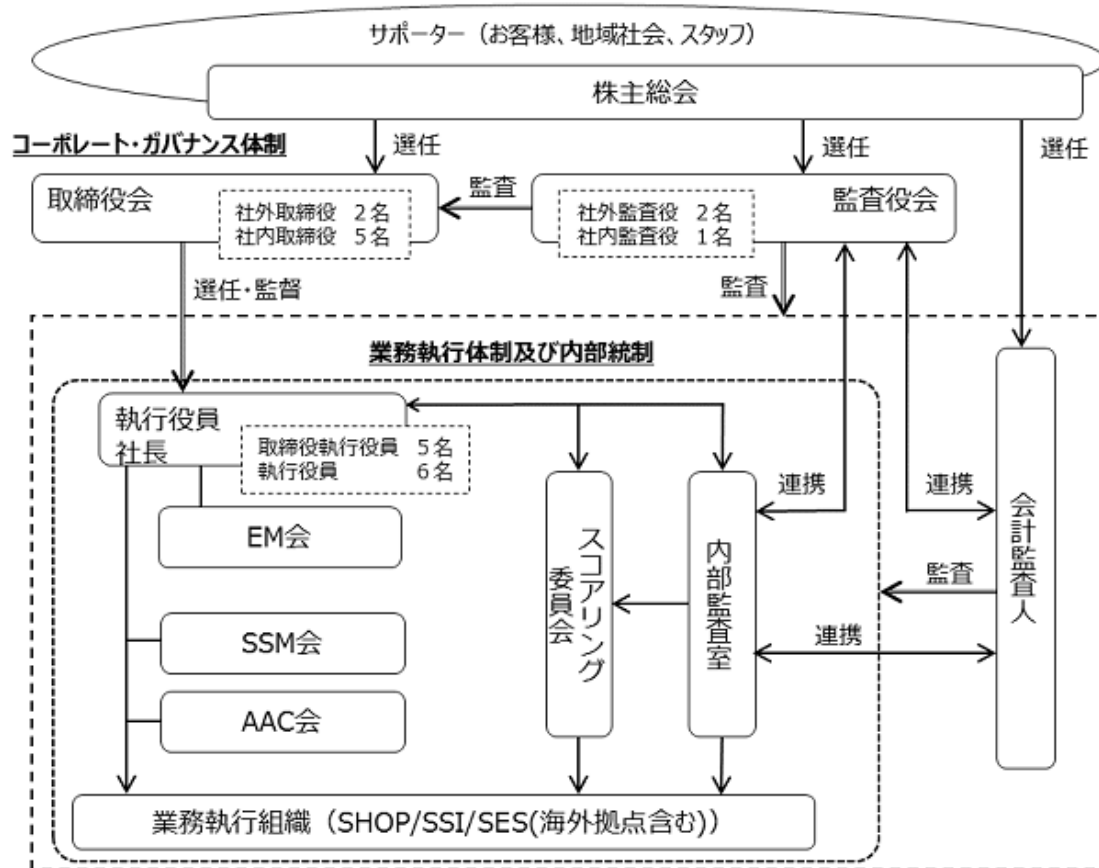 サポーター（お客様、地域社会、スタッフ）
株主総会
コーポレート・ガバナンス体制
選任
選任
選任
取締役会
社外取締役 2名
社内取締役 5名
監査
監査役会
社外監査役 2名
社内監査役 1名
選任・監督
監査
業務執行体制及び内部統制
執行役員
社長
取締役執行役員 5名
執行役員 6名
EM会
SSM会
AAC会
スコアリング
委員会
内部監査室
連携
連携
監査
連携
会計監査人
業務執行組織（SHOP/SSI/SES(海外拠点含む)）